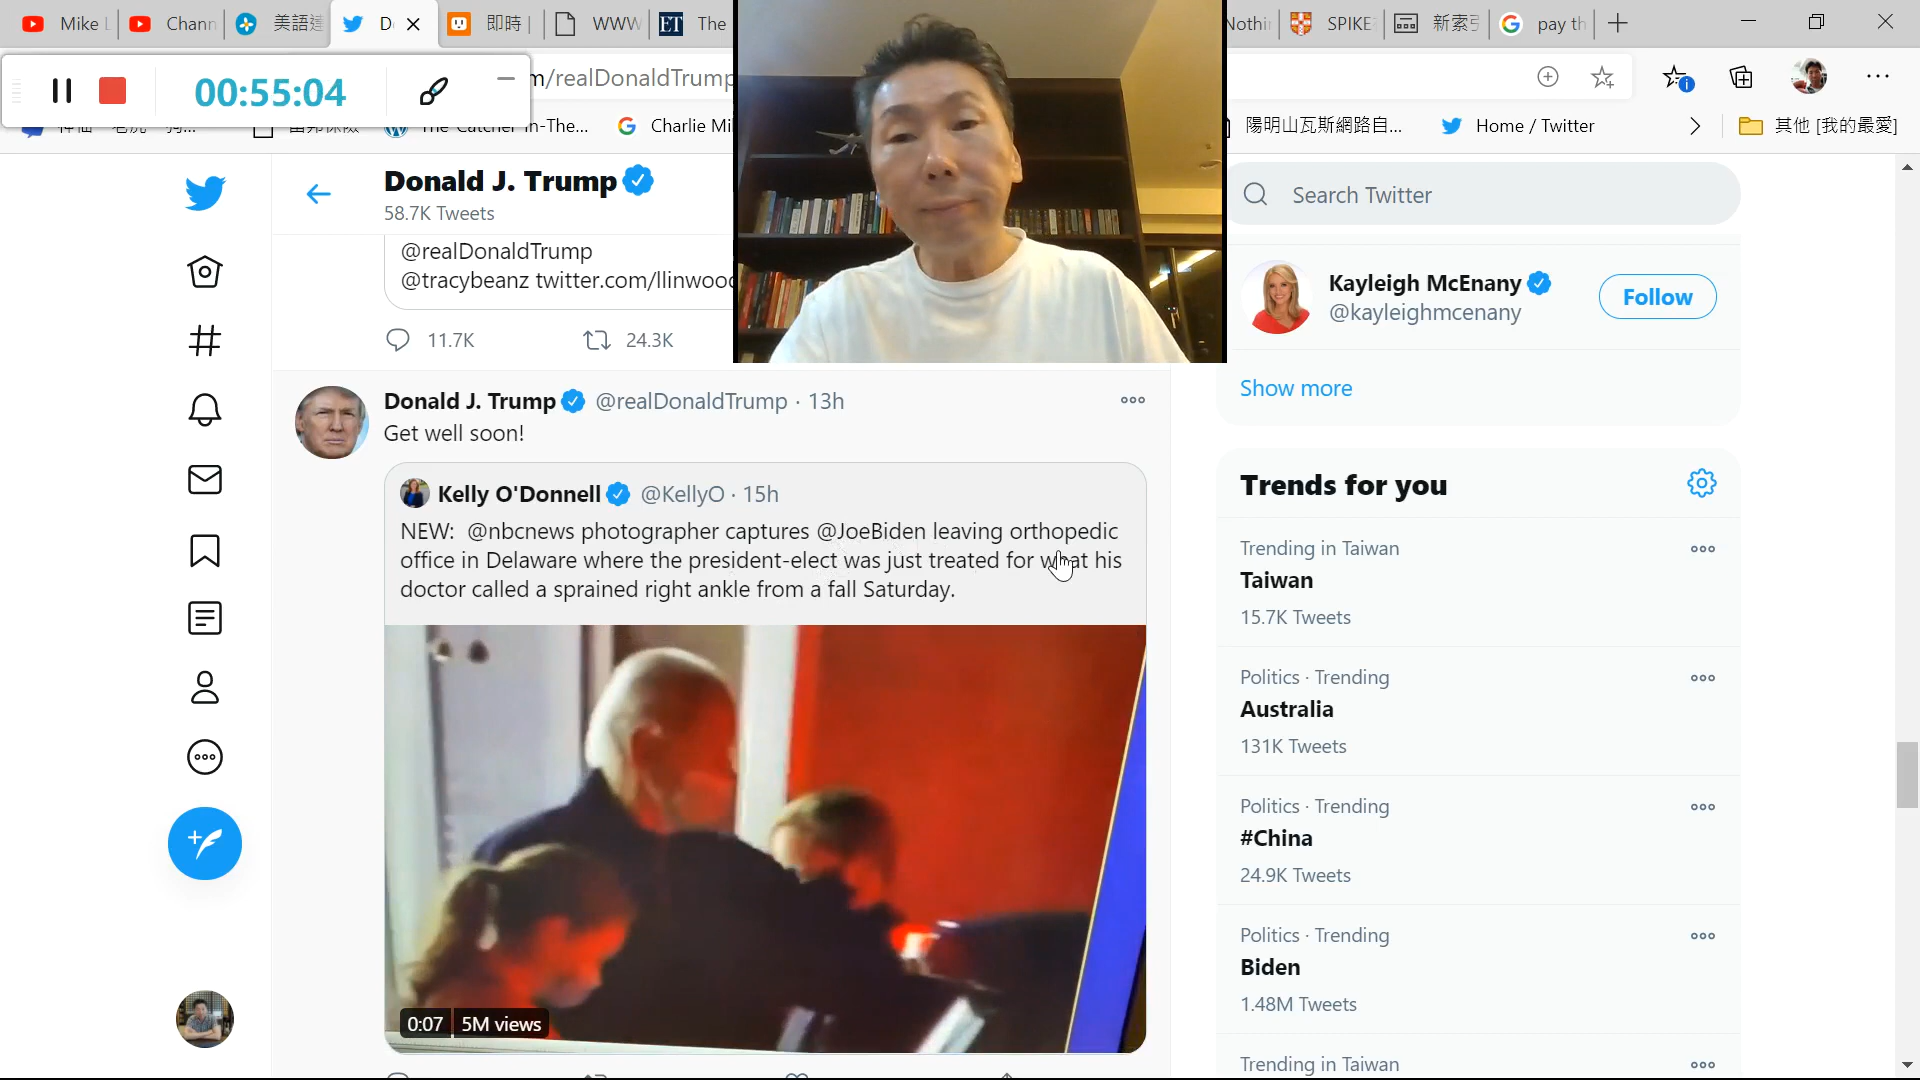 Mike
Chann
美語
D
即時
WWW
ET The
Nothi
SPIKE
新索引
pay th
00:55:04
m/realDonaldTrump
The Catcher-In-The...
Charlie Mi
陽明山瓦斯網路自...
Home / Twitter
其他 [我的最愛]
Donald J. Trump
58.7K Tweets
Search Twitter
@realDonaldTrump
@tracybeanz twitter.com/llinwood
11.7K
24.3K
Kayleigh McEnany
@kayleighmcenany
Follow
Show more
Donald J. Trump @realDonaldTrump · 13h
Get well soon!
Kelly O'Donnell @KellyO · 15h
NEW: @nbcnews photographer captures @JoeBiden leaving orthopedic
office in Delaware where the president-elect was just treated for what his
doctor called a sprained right ankle from a fall Saturday.
0:07 5M views
Trends for you
Trending in Taiwan
Taiwan
15.7K Tweets
Politics · Trending
Australia
131K Tweets
Politics · Trending
#China
24.9K Tweets
Politics · Trending
Biden
1.48M Tweets
Trending in Taiwan